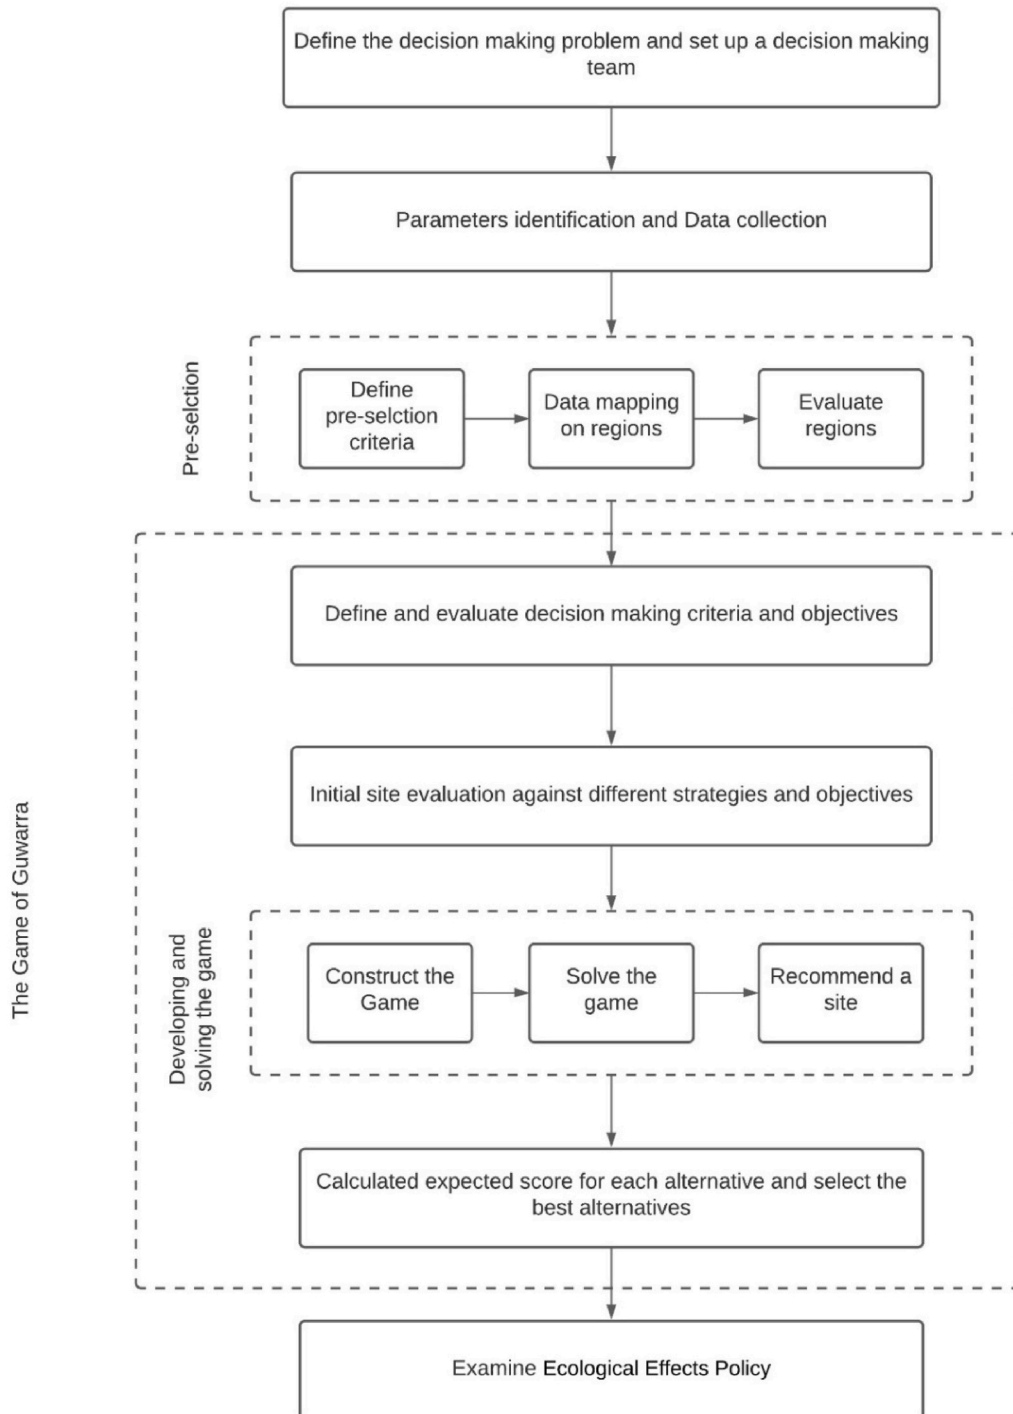 Define the decision making problem and set up a decision making
team
Parameters identification and Data collection
Pre-selction
Define
pre-selction
criteria
Data mapping
on regions
Evaluate
regions
The Game of Guwarra
Define and evaluate decision making criteria and objectives
Initial site evaluation against different strategies and objectives
Developing and
solving the game
Construct the
Game
Solve the
game
Recommend a
site
Calculated expected score for each alternative and select the
best alternatives
Examine Ecological Effects Policy